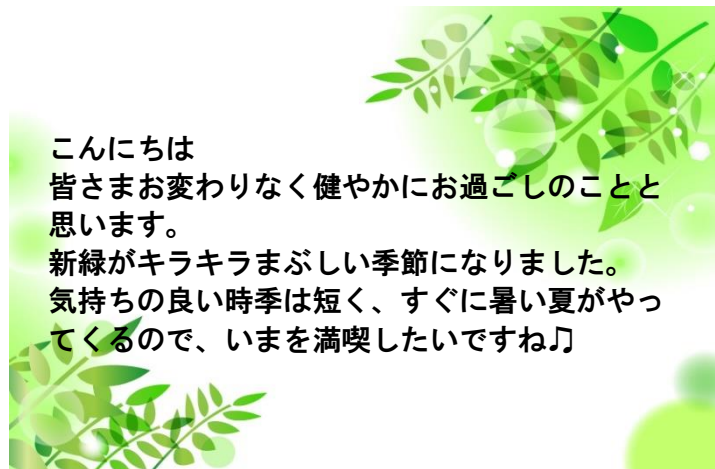 こんにちは
皆さまお変わりなく健やかにお過ごしのことと
思います。
新緑がキラキラまぶしい季節になりました。
気持ちの良い時季は短く、すぐに暑い夏がやっ
てくるので、いまを満喫したいですね♫